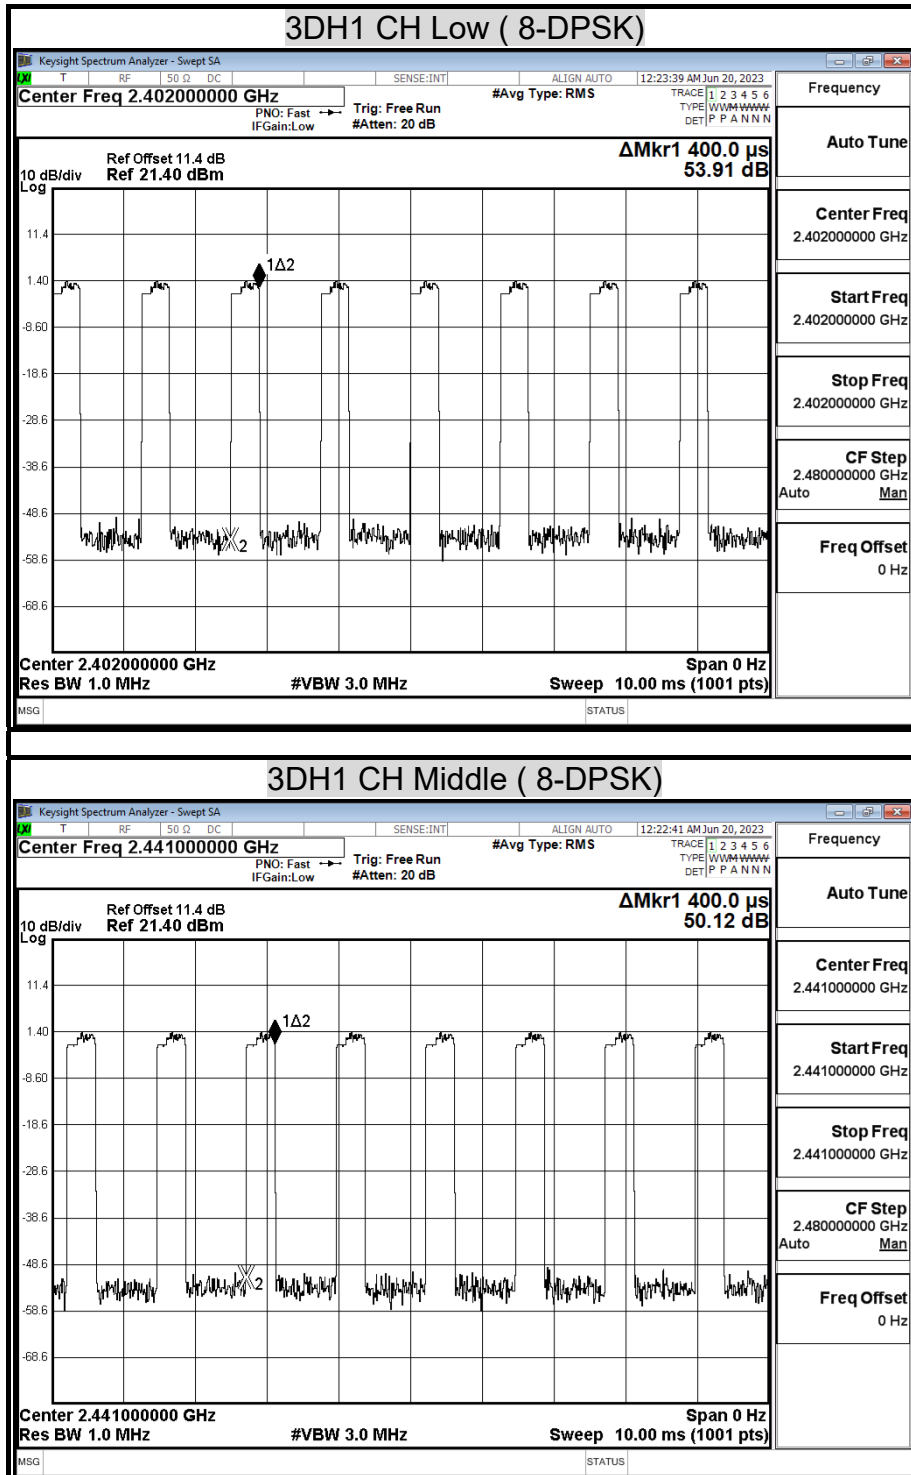 3DH1 CH Low ( 8-DPSK)
Keysight Spectrum Analyzer - Swept SA
LXI T RF 50 Ω DC SENSE:INT ALIGN AUTO 12:23:39 AM Jun 20, 2023
Center Freq 2.402000000 GHz
PNO: Fast
IFGain:Low
Trig: Free Run
#Atten: 20 dB
#Avg Type: RMS
TRACE 1 2 3 4 5 6
TYPE WWMWWWW
DET P P A N N N
ΔMkr1 400.0 µs
53.91 dB
Ref Offset 11.4 dB
10 dB/div Ref 21.40 dBm
Log
11.4
1.40
-8.60
-18.6
-28.6
-38.6
-48.6
-58.6
-68.6
1Δ2
2
Center 2.402000000 GHz Span 0 Hz
Res BW 1.0 MHz #VBW 3.0 MHz Sweep 10.00 ms (1001 pts)
MSG STATUS
Frequency
Auto Tune
Center Freq
2.402000000 GHz
Start Freq
2.402000000 GHz
Stop Freq
2.402000000 GHz
CF Step
2.480000000 GHz
Auto Man
Freq Offset
0 Hz
3DH1 CH Middle ( 8-DPSK)
Keysight Spectrum Analyzer - Swept SA
LXI T RF 50 Ω DC SENSE:INT ALIGN AUTO 12:22:41 AM Jun 20, 2023
Center Freq 2.441000000 GHz
PNO: Fast
IFGain:Low
Trig: Free Run
#Atten: 20 dB
#Avg Type: RMS
TRACE 1 2 3 4 5 6
TYPE WWMWWWW
DET P P A N N N
ΔMkr1 400.0 µs
50.12 dB
Ref Offset 11.4 dB
10 dB/div Ref 21.40 dBm
Log
11.4
1.40
-8.60
-18.6
-28.6
-38.6
-48.6
-58.6
-68.6
1Δ2
2
Center 2.441000000 GHz Span 0 Hz
Res BW 1.0 MHz #VBW 3.0 MHz Sweep 10.00 ms (1001 pts)
MSG STATUS
Frequency
Auto Tune
Center Freq
2.441000000 GHz
Start Freq
2.441000000 GHz
Stop Freq
2.441000000 GHz
CF Step
2.480000000 GHz
Auto Man
Freq Offset
0 Hz